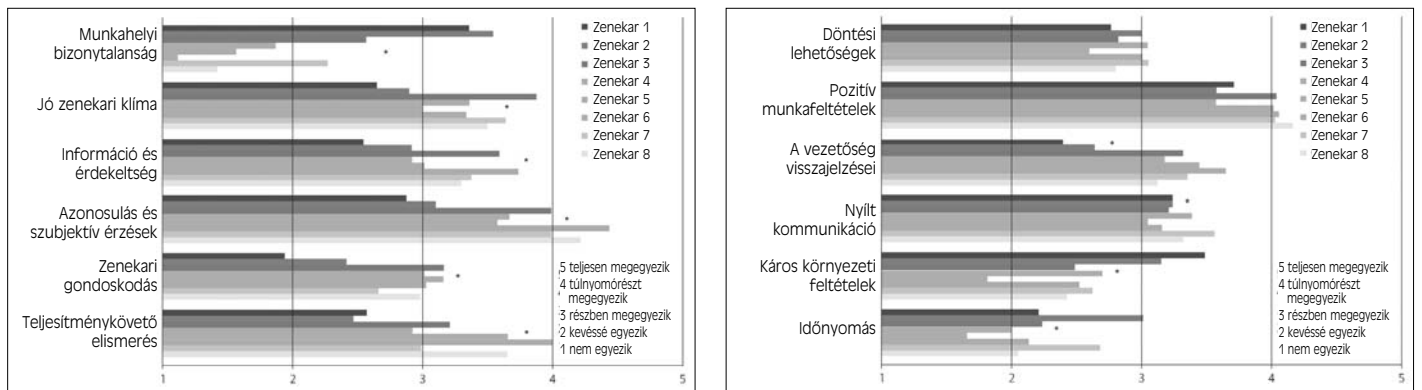 Munkahelyi
bizonytalanság
Jó zenekari klíma
Információ és
érdekeltség
Azonosulás és
szubjektív érzések
Zenekari
gondoskodás
Teljesítménykövető
elismerés
Zenekar 1
Zenekar 2
Zenekar 3
Zenekar 4
Zenekar 5
Zenekar 6
Zenekar 7
Zenekar 8
5 teljesen megegyezik
4 túlnyomórészt
megegyezik
3 részben megegyezik
2 kevéssé egyezik
1 nem egyezik
1 2 3 4 5
Döntési
lehetőségek
Pozitív
munkafeltételek
A vezetőség
visszajelzései
Nyílt
kommunikáció
Káros környezeti
feltételek
Időnyomás
Zenekar 1
Zenekar 2
Zenekar 3
Zenekar 4
Zenekar 5
Zenekar 6
Zenekar 7
Zenekar 8
5 teljesen megegyezik
4 túlnyomórészt
megegyezik
3 részben megegyezik
2 kevéssé egyezik
1 nem egyezik
1 2 3 4 5